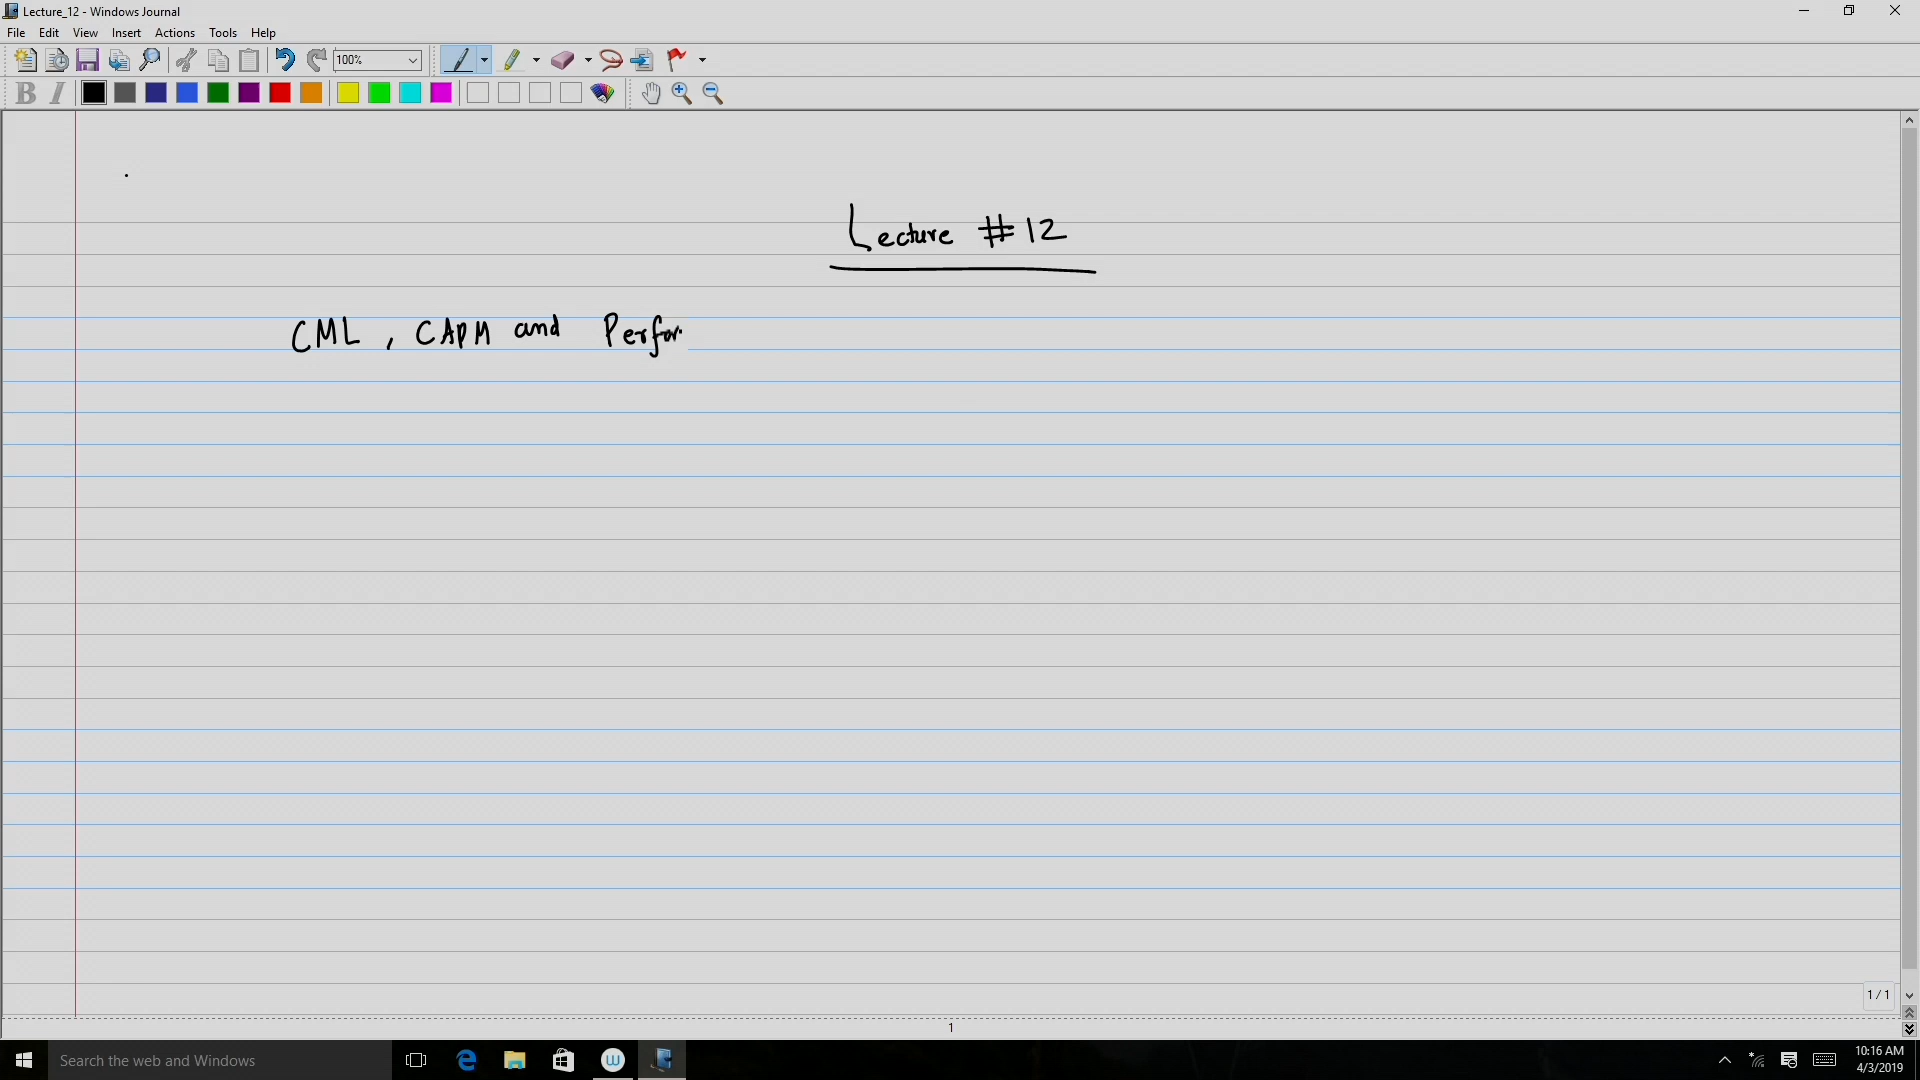 Lecture_12 - Windows Journal
File Edit View Insert Actions Tools Help
100%
B I
Lecture #12
CML, CAPM and Perfor
1 / 1
1
Search the web and Windows
10:16 AM
4/3/2019